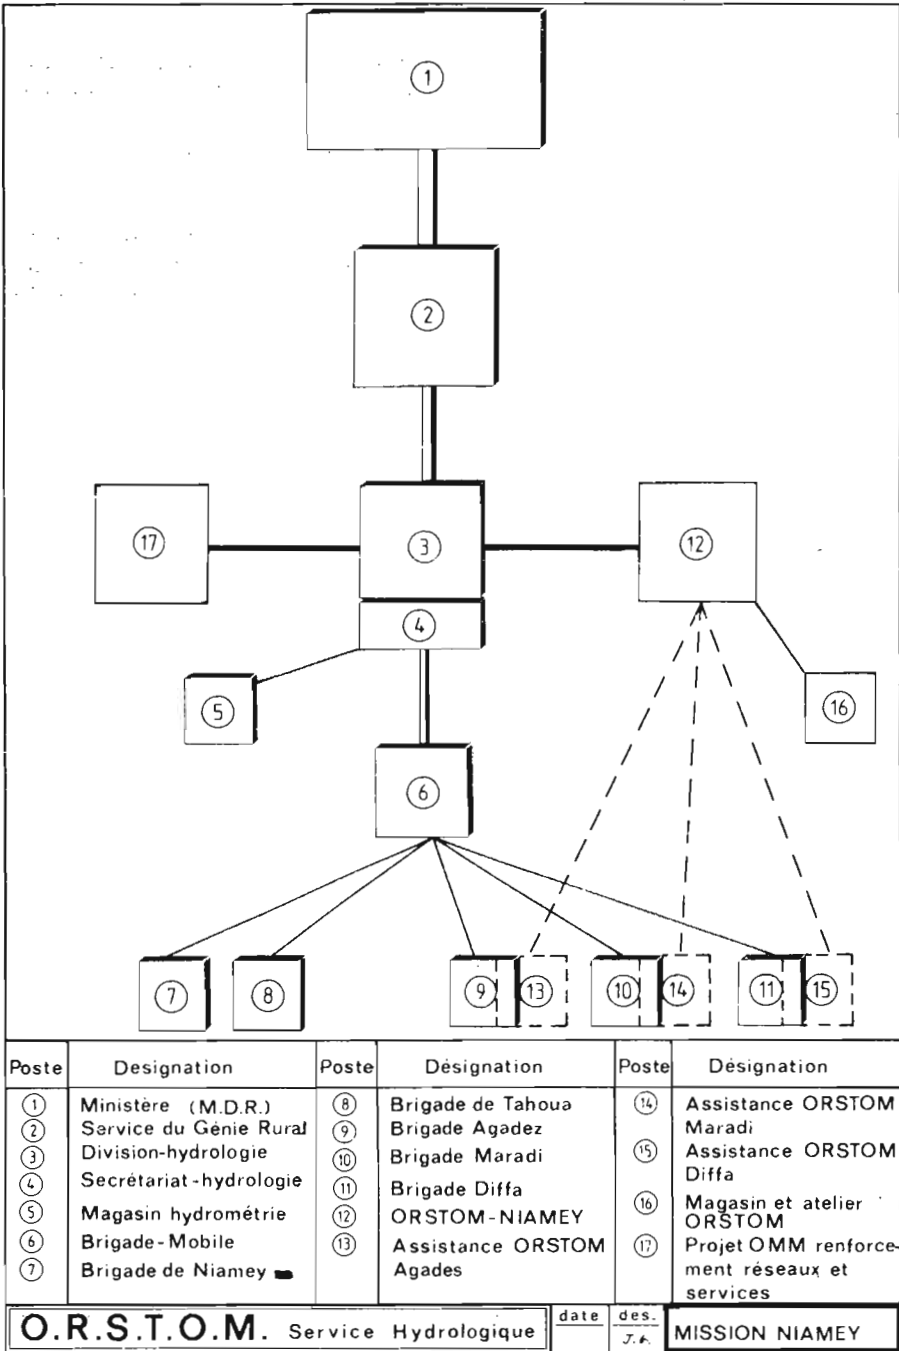 1
2
17
3
12
4
5
16
6
7
8
9
13
10
14
11
15
Poste Designation
1 Ministère (M.D.R.)
2 Service du Génie Rural
3 Division-hydrologie
4 Secrétariat-hydrologie
5 Magasin hydrométrie
6 Brigade-Mobile
7 Brigade de Niamey
Poste Désignation
8 Brigade de Tahoua
9 Brigade Agadez
10 Brigade Maradi
11 Brigade Diffa
12 ORSTOM-NIAMEY
13 Assistance ORSTOM
Agades
Poste Désignation
14 Assistance ORSTOM
Maradi
15 Assistance ORSTOM
Diffa
16 Magasin et atelier
ORSTOM
17 Projet OMM renforce-
ment réseaux et
services
O.R.S.T.O.M. Service Hydrologique
date
des.
MISSION NIAMEY